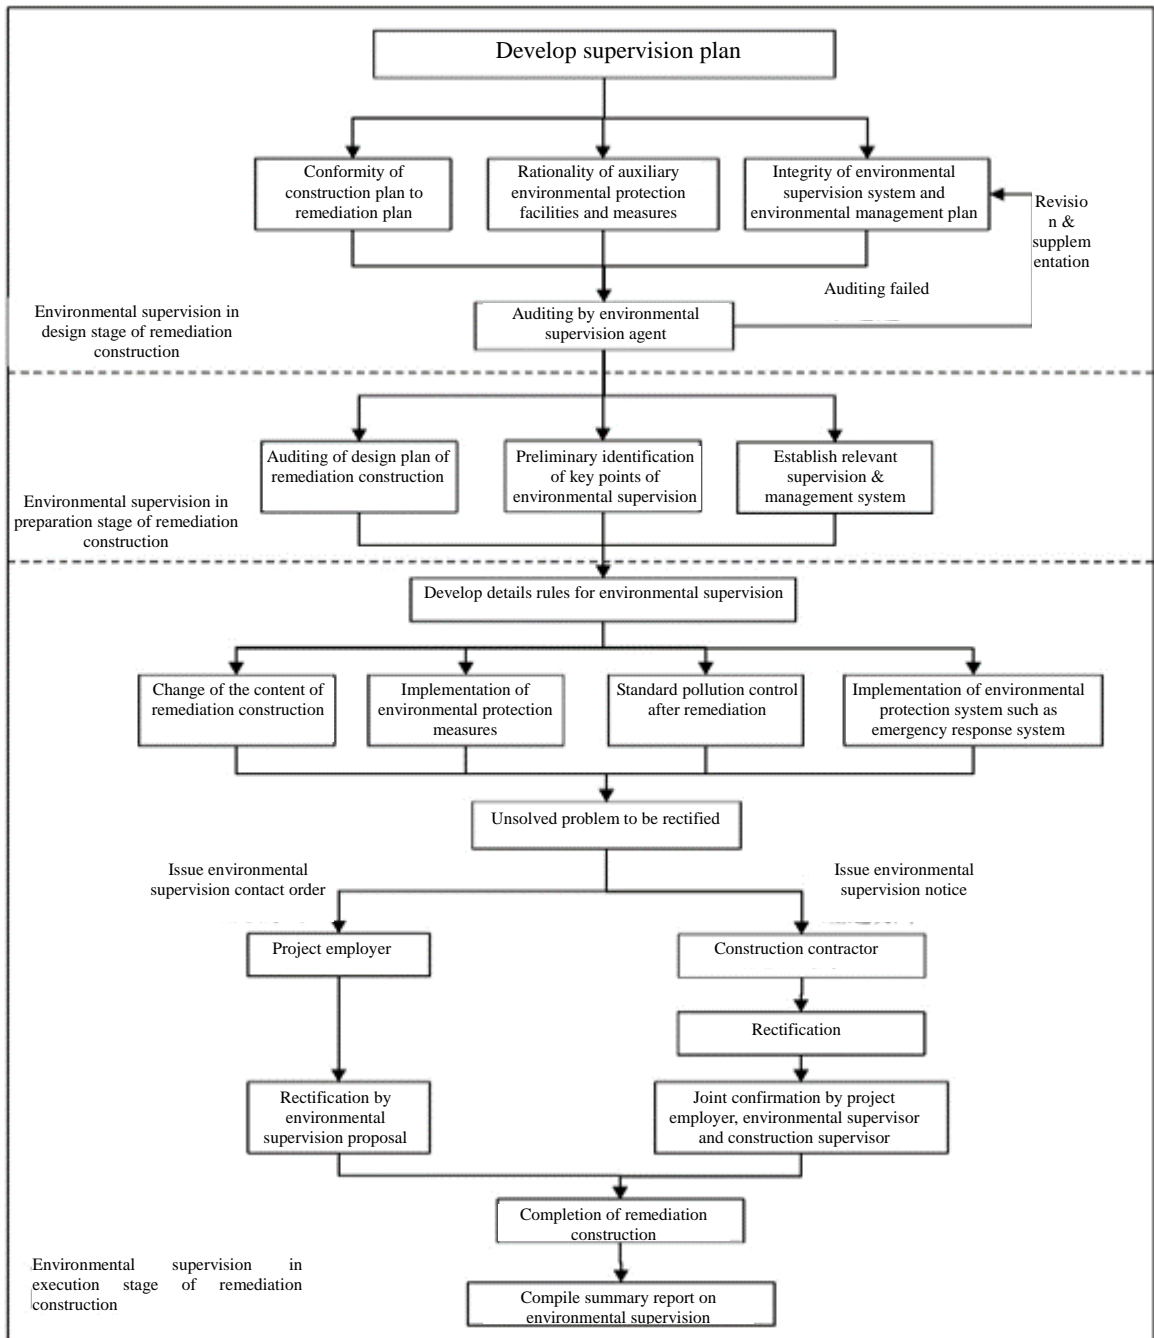 Develop supervision plan
Conformity of
construction plan to
remediation plan
Rationality of auxiliary
environmental protection
facilities and measures
Integrity of environmental
supervision system and
environmental management plan
Revisio
n &
supplem
entation
Auditing failed
Environmental supervision in
design stage of remediation
construction
Auditing by environmental
supervision agent
Auditing of design plan of
remediation construction
Preliminary identification
of key points of
environmental supervision
Establish relevant
supervision &
management system
Environmental supervision in
preparation stage of remediation
construction
Develop details rules for environmental supervision
Change of the content of
remediation construction
Implementation of
environmental protection
measures
Standard pollution control
after remediation
Implementation of environmental
protection system such as
emergency response system
Unsolved problem to be rectified
Issue environmental
supervision contact order
Issue environmental
supervision notice
Project employer
Construction contractor
Rectification
Rectification by
environmental
supervision proposal
Joint confirmation by project
employer, environmental supervisor
and construction supervisor
Completion of remediation
construction
Environmental supervision in
execution stage of remediation
construction
Compile summary report on
environmental supervision